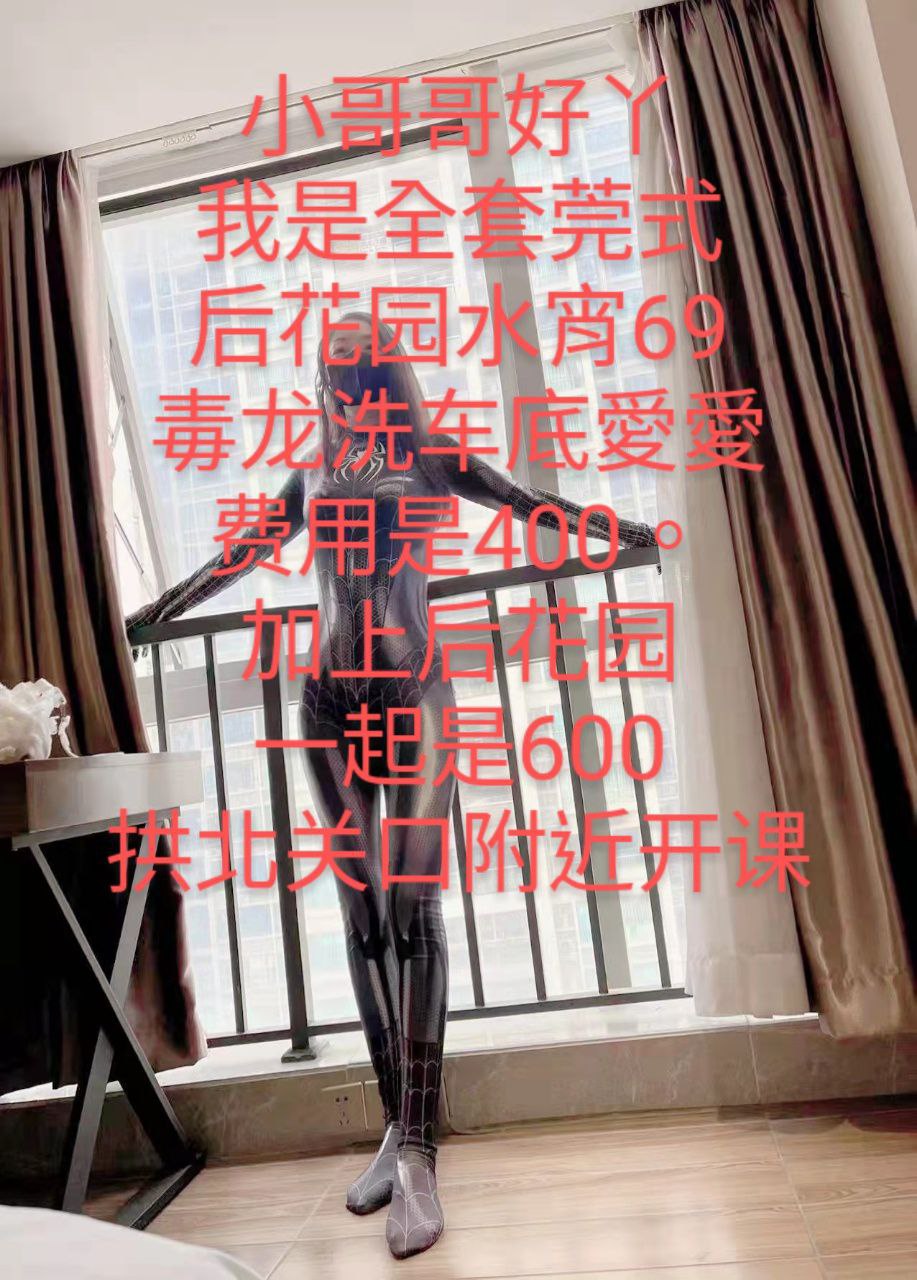 小哥哥好丫
我是全套莞式
后花园水宵69
毒龙洗车底愛愛
费用是400。
加上后花园
一起是600
拱北关口附近开课